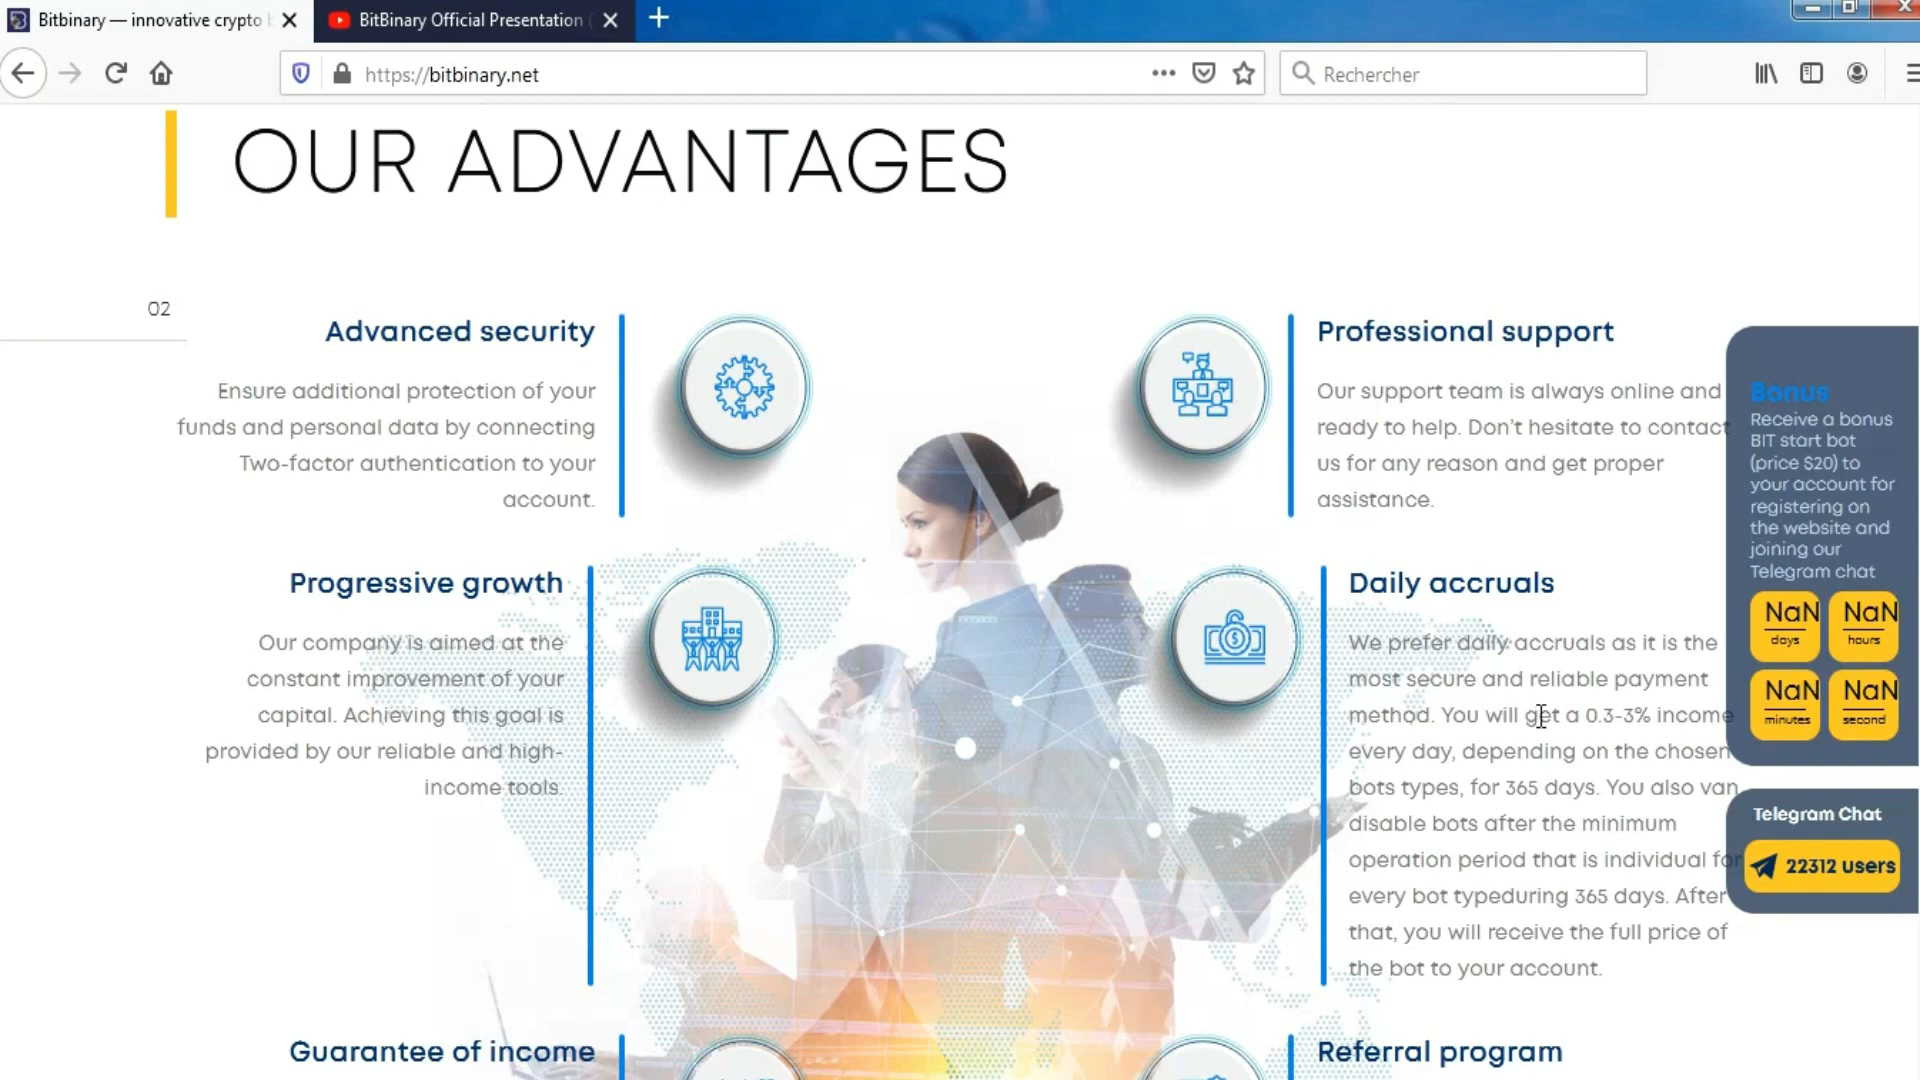 Bitbinary — innovative crypto
BitBinary Official Presentation
https://bitbinary.net
Rechercher
OUR ADVANTAGES
02
Advanced security
Ensure additional protection of your
funds and personal data by connecting
Two-factor authentication to your
account.
Professional support
Our support team is always online and
ready to help. Don't hesitate to contact
us for any reason and get proper
assistance.
Progressive growth
Our company is aimed at the
constant improvement of your
capital. Achieving this goal is
provided by our reliable and high-
income tools.
Daily accruals
We prefer daily accruals as it is the
most secure and reliable payment
method. You will get a 0.3-3% income
every day, depending on the chosen
bots types, for 365 days. You also van
disable bots after the minimum
operation period that is individual for
every bot typeduring 365 days. After
that, you will receive the full price of
the bot to your account.
Guarantee of income
Referral program
Bonus
Receive a bonus
BIT start bot
(price $20) to
your account for
registering on
the website and
joining our
Telegram chat
NaN
days
NaN
hours
NaN
minutes
NaN
second
Telegram Chat
22312 users